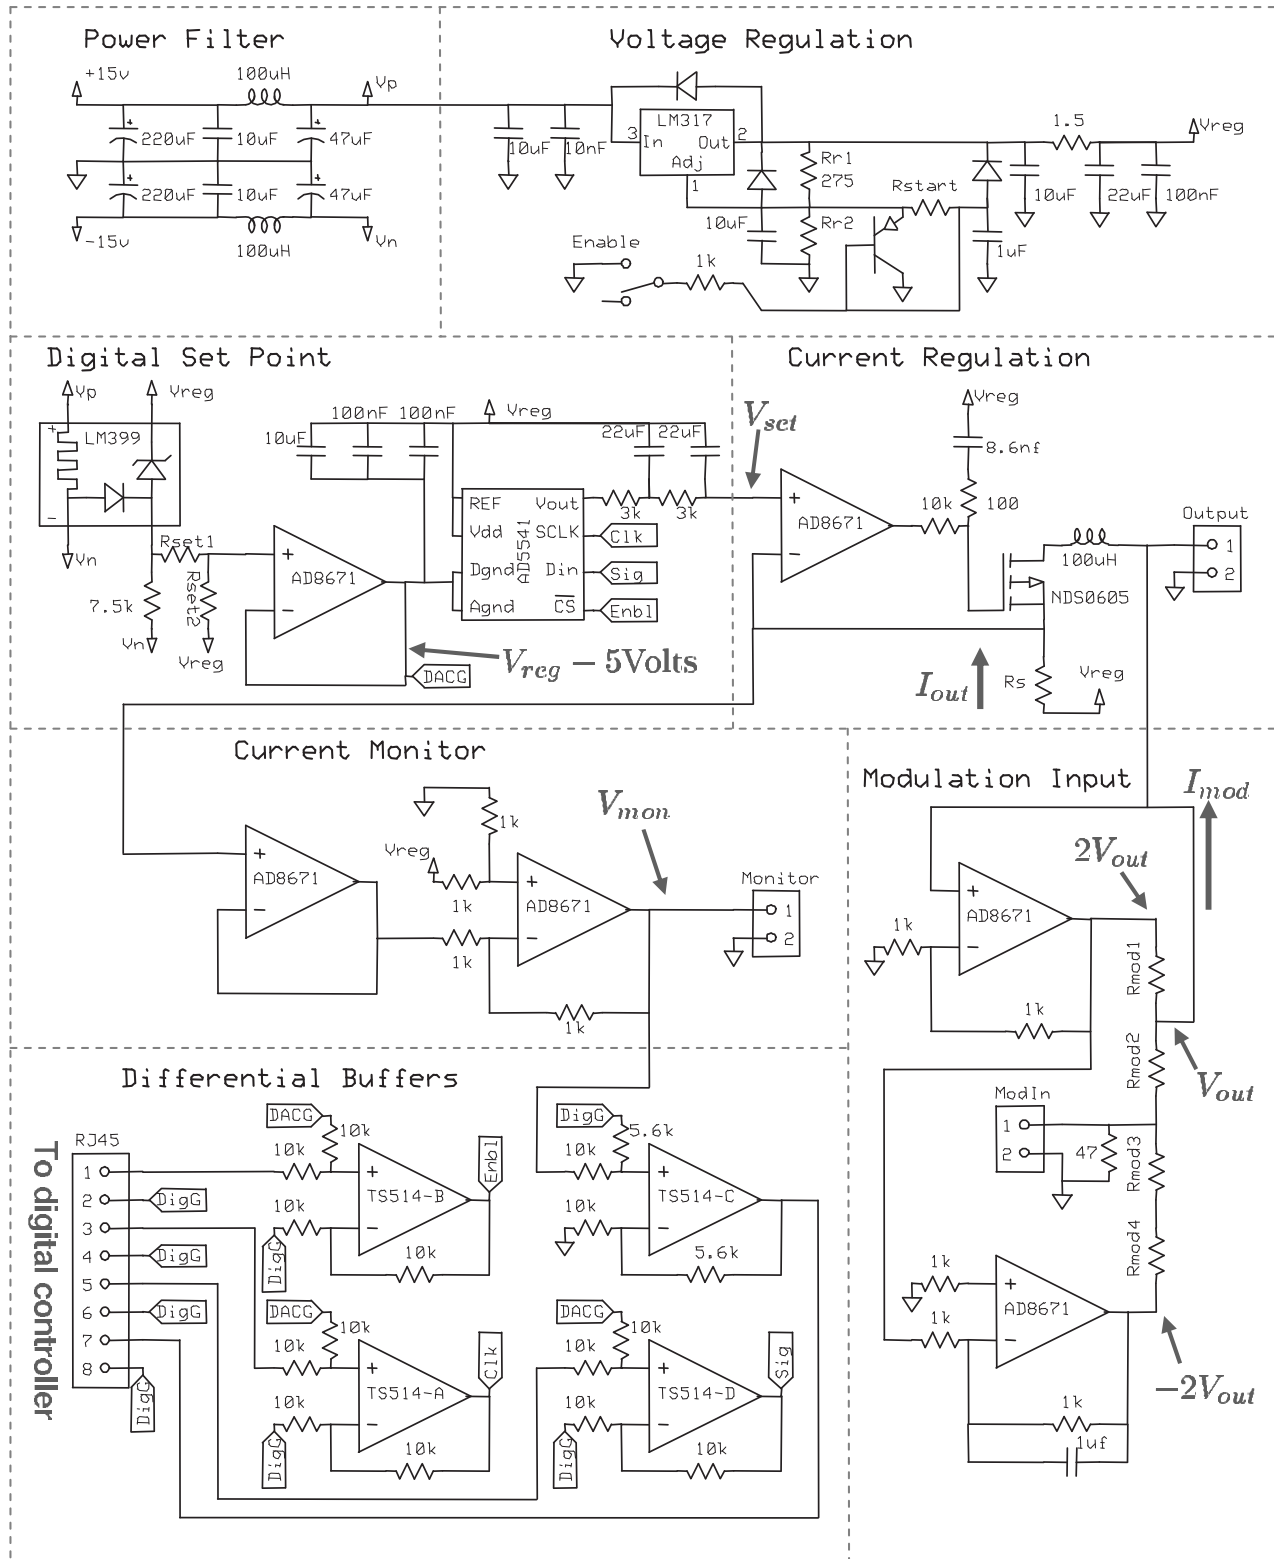 Power Filter
+15v
100uH
Vp
220uF
10uF
47uF
220uF
10uF
47uF
-15v
100uH
Vn
Voltage Regulation
LM317
3
In
Out
2
Adj
1
10uF
10nF
Rr1
275
Rstart
1.5
Vreg
10uF
22uF
100nF
10uF
Rr2
1uF
Enable
1k
Digital Set Point
Vp
Vreg
LM399
+
-
Vn
Rset1
Rset2
7.5k
Vn
Vreg
100nF
100nF
10uF
Vreg
22uF
22uF
+
AD8671
-
REF
Vout
Vdd
SCLK
Dgnd
Din
Agnd
CS
AD5541
3k
3k
Clk
Sig
Enbl
Vreg − 5Volts
DACG
Current Regulation
Vset
Vreg
8.6nf
+
AD8671
-
10k
100
100uH
Output
1
2
NDS0605
Iout
Rs
Vreg
Current Monitor
+
AD8671
-
Vreg
1k
1k
1k
+
AD8671
-
1k
Vmon
Monitor
1
2
Modulation Input
Imod
2Vout
+
AD8671
-
1k
1k
Rmod1
Rmod2
Vout
ModIn
1
2
47
Rmod3
Rmod4
1k
1k
+
AD8671
-
−2Vout
1k
1uf
Differential Buffers
To digital controller
RJ45
1
2
3
4
5
6
7
8
DigG
DigG
DigG
DigG
DACG
10k
10k
+
TS514-B
-
10k
DigG
10k
Enbl
DigG
5.6k
10k
+
TS514-C
-
10k
5.6k
DACG
10k
10k
+
TS514-A
-
10k
DigG
10k
Clk
DACG
10k
10k
+
TS514-D
-
10k
DigG
10k
Sig